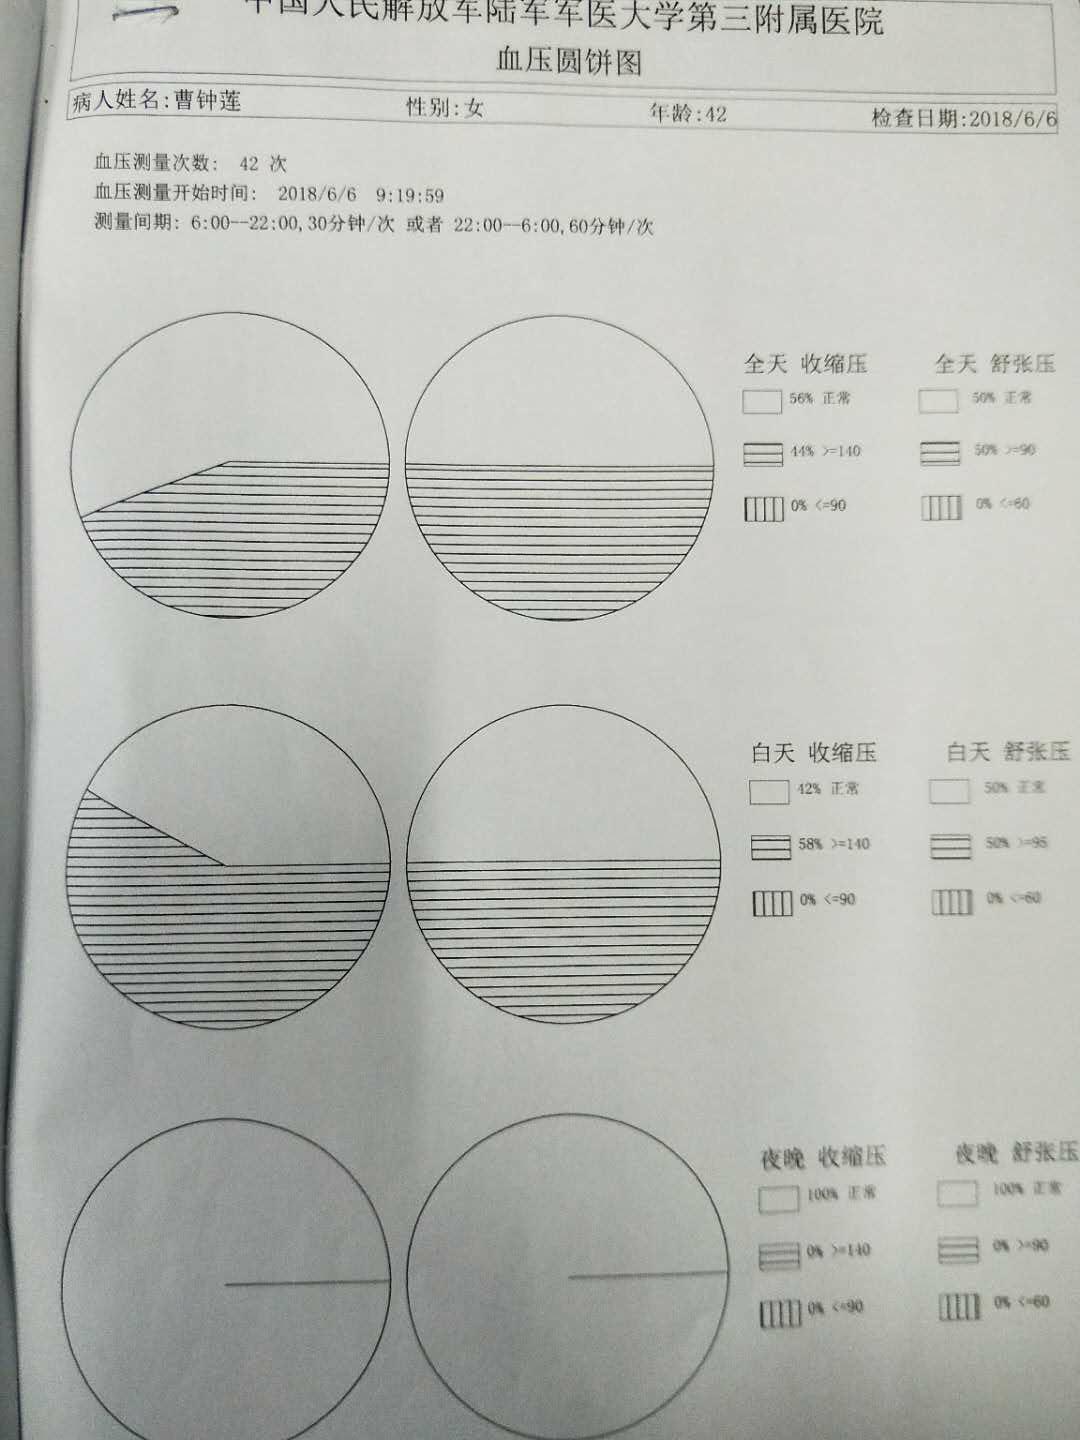 中国人民解放军陆军军医大学第三附属医院
血压圆饼图
病人姓名:曹钟莲 性别:女 年龄:42 检查日期:2018/6/6
血压测量次数: 42 次
血压测量开始时间: 2018/6/6 9:19:59
测量间期: 6:00--22:00,30分钟/次 或者 22:00--6:00,60分钟/次
全天 收缩压 全天 舒张压
56% 正常 50% 正常
44% >=140 50% >=90
0% <=90 0% <=60
白天 收缩压 白天 舒张压
42% 正常 50% 正常
58% >=140 50% >=95
0% <=90 0% <=60
夜晚 收缩压 夜晚 舒张压
100% 正常 100% 正常
0% >=140 0% >=90
0% <=90 0% <=60